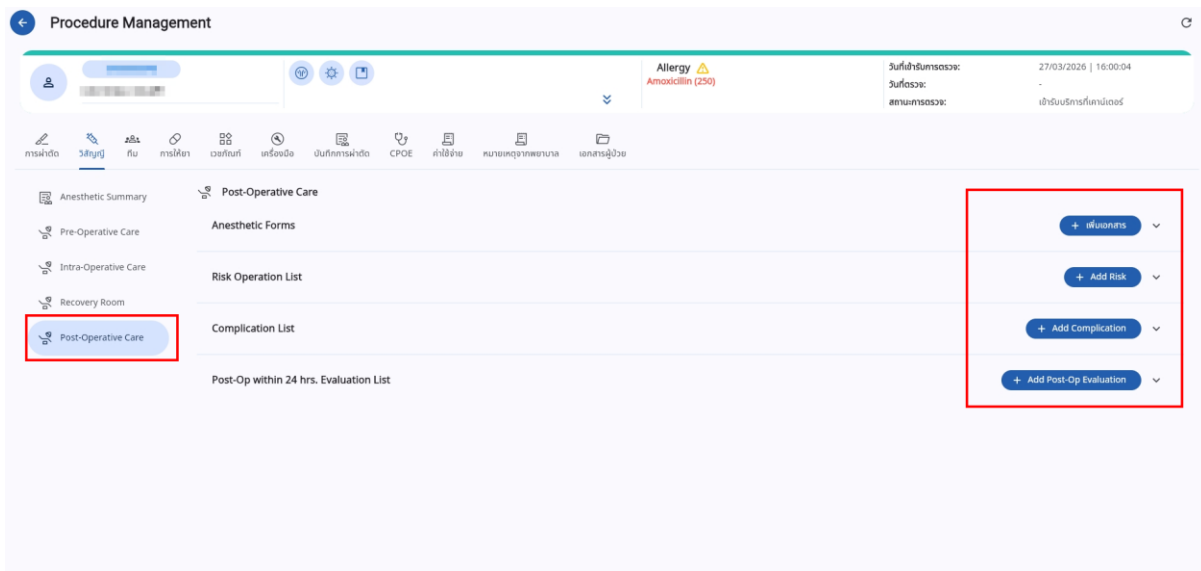 Procedure Management
Allergy
Amoxicillin (250)
วันที่เข้ารับการตรวจ: 27/03/2026 | 16:00:04
วันที่ตรวจ: -
สถานะการตรวจ: เข้ารับบริการที่เคาน์เตอร์
การผ่าตัด วิสัญญี ทีม การให้ยา เวชภัณฑ์ เครื่องมือ บันทึกการผ่าตัด CPOE ค่าใช้จ่าย หมายเหตุจากพยาบาล เอกสารผู้ป่วย
Anesthetic Summary
Pre-Operative Care
Intra-Operative Care
Recovery Room
Post-Operative Care
Post-Operative Care
Anesthetic Forms + เพิ่มเอกสาร
Risk Operation List + Add Risk
Complication List + Add Complication
Post-Op within 24 hrs. Evaluation List + Add Post-Op Evaluation